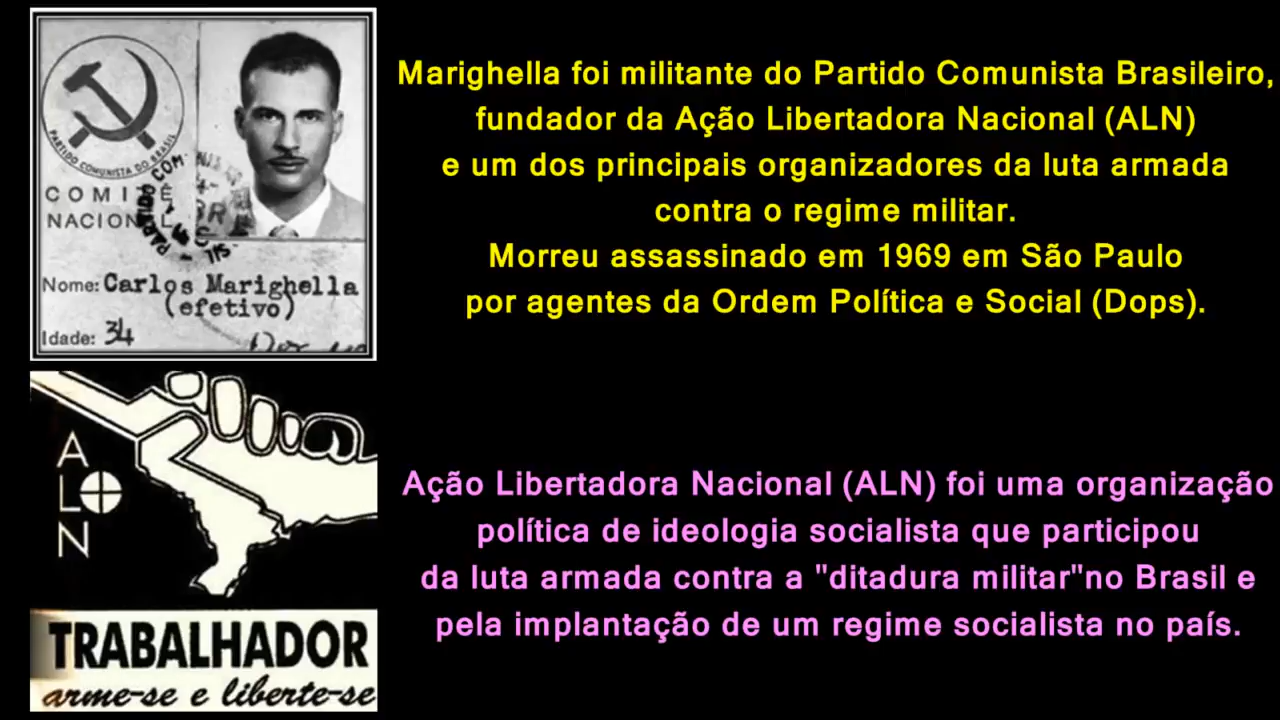 PARTIDO COMUNISTA DO BRASIL
COMITÊ
NACIONAL
Nome: Carlos Marighella
(efetivo)
Idade: 34
Marighella foi militante do Partido Comunista Brasileiro,
fundador da Ação Libertadora Nacional (ALN)
e um dos principais organizadores da luta armada
contra o regime militar.
Morreu assassinado em 1969 em São Paulo
por agentes da Ordem Política e Social (Dops).
ALN
TRABALHADOR
arme-se e liberte-se
Ação Libertadora Nacional (ALN) foi uma organização
política de ideologia socialista que participou
da luta armada contra a "ditadura militar"no Brasil e
pela implantação de um regime socialista no país.